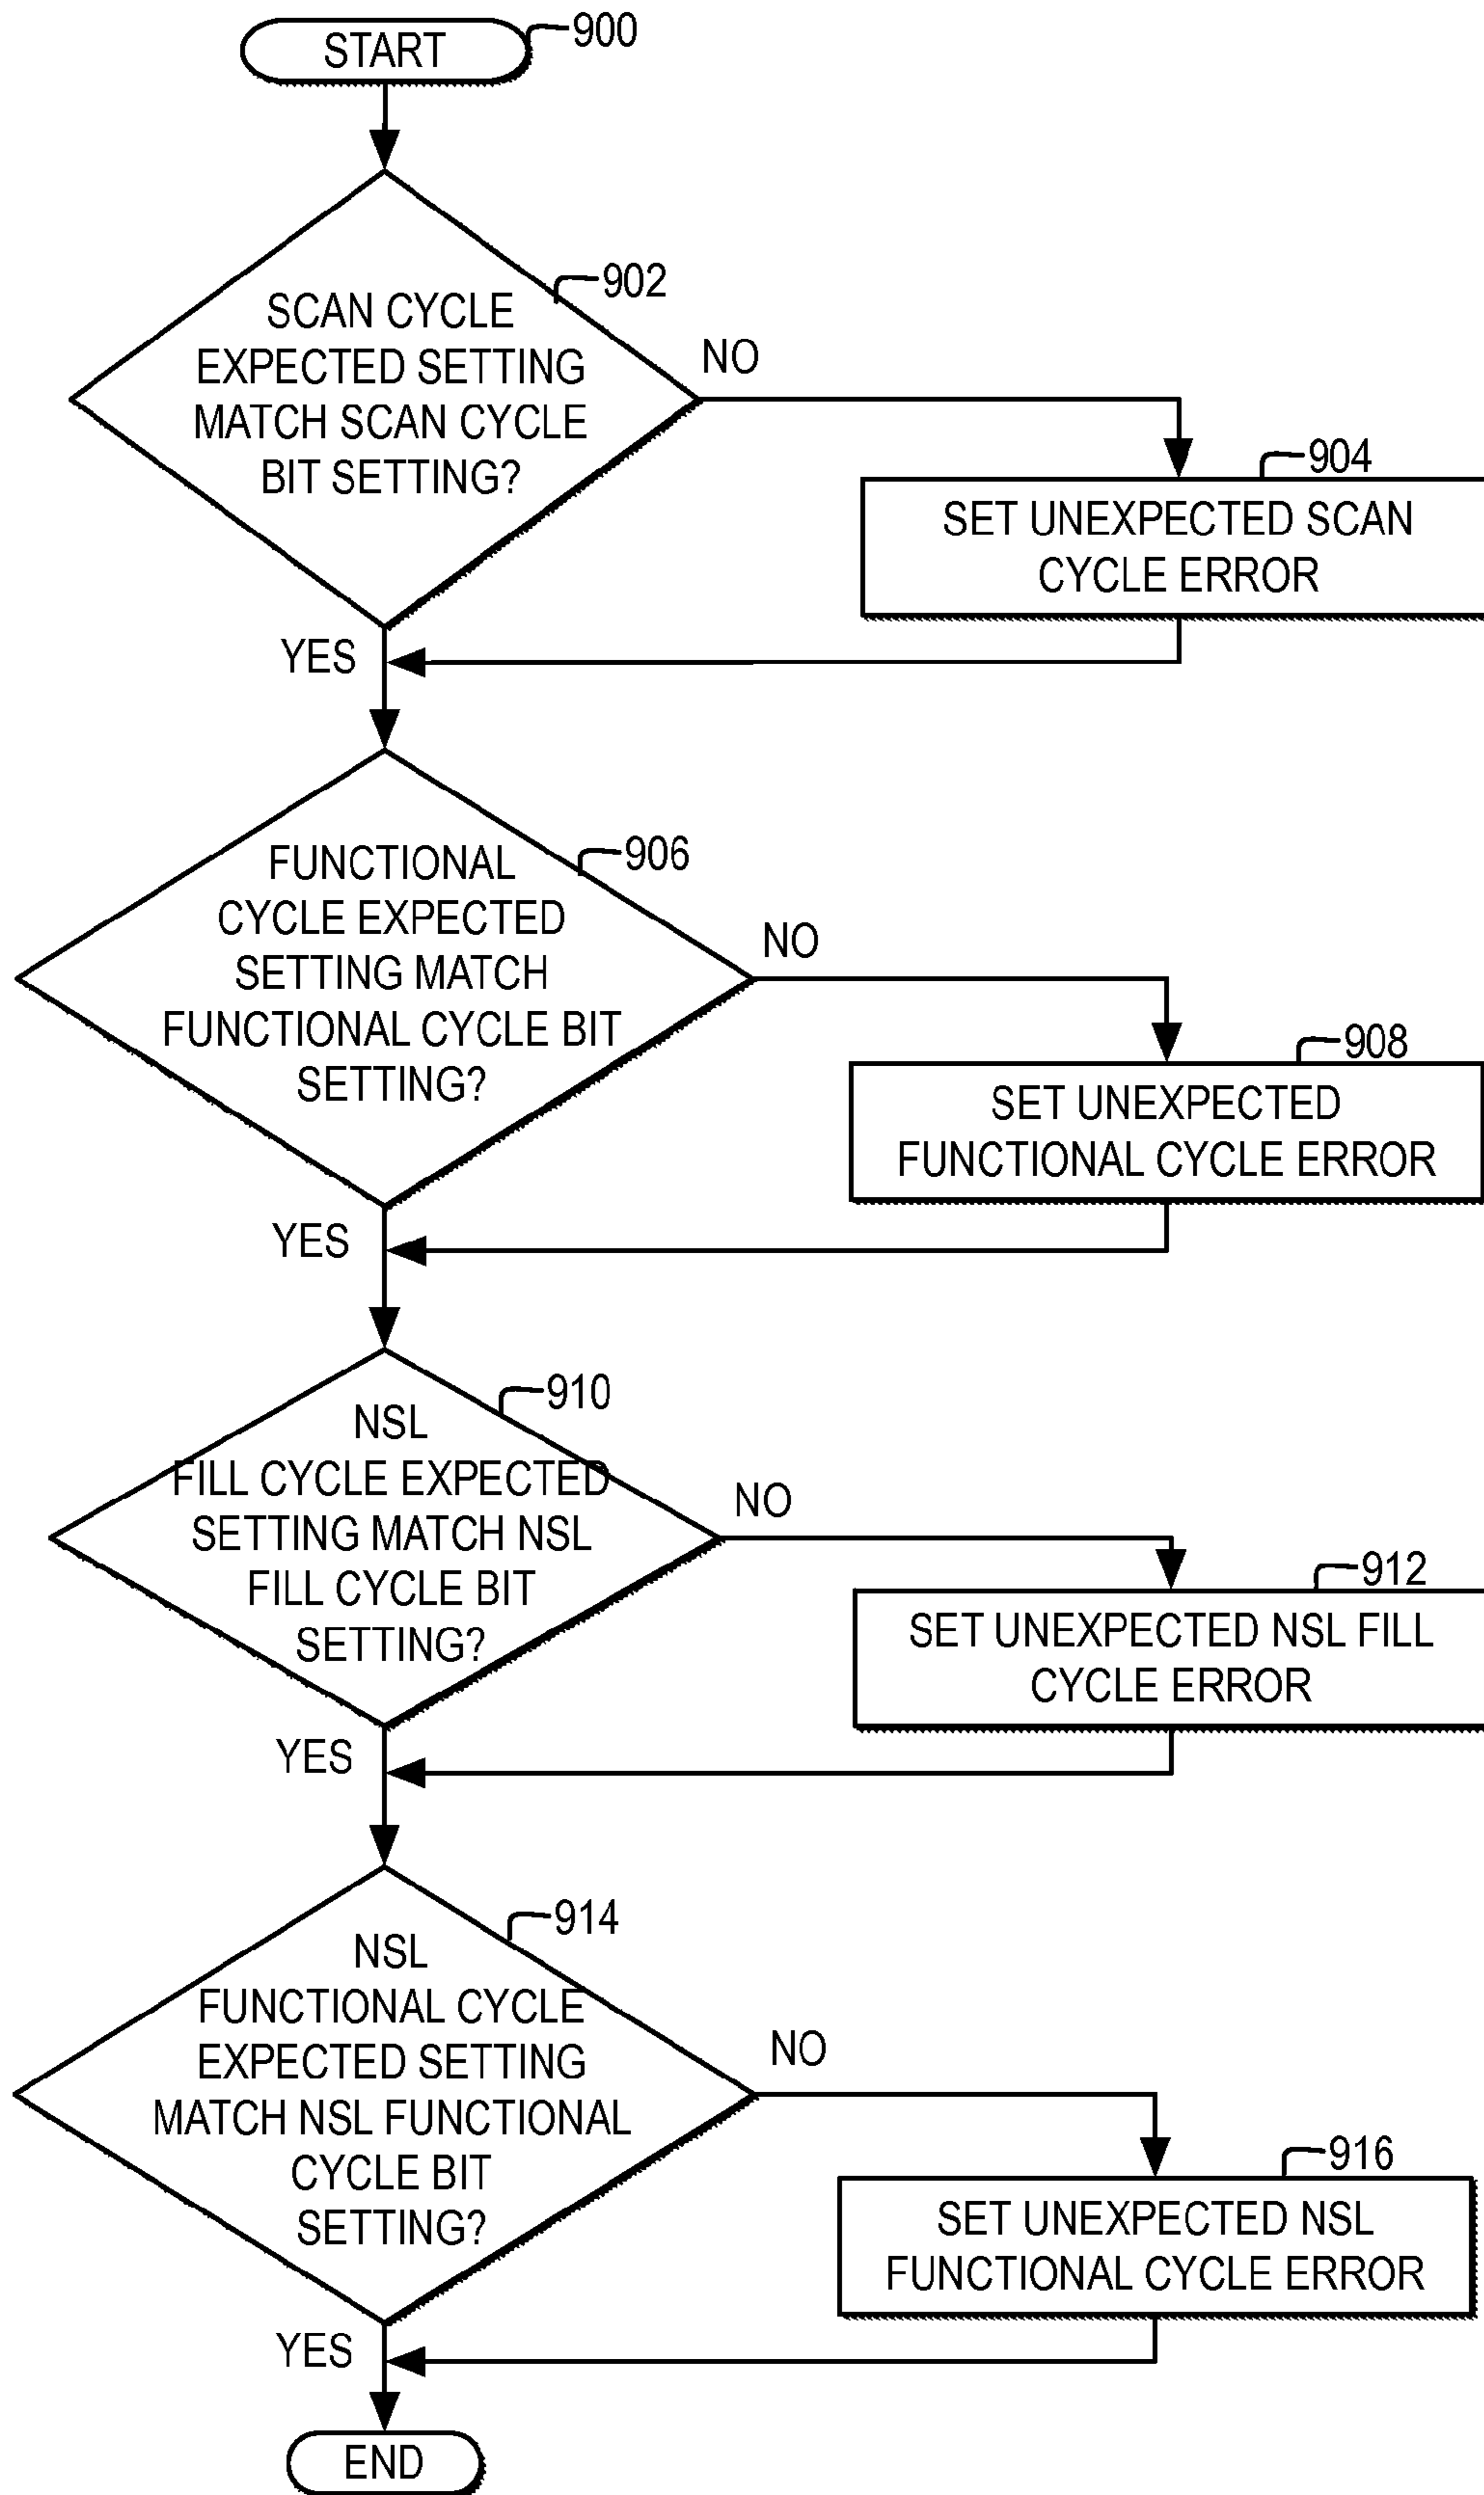 START
900
902
SCAN CYCLE
EXPECTED SETTING
MATCH SCAN CYCLE
BIT SETTING?
NO
904
SET UNEXPECTED SCAN
CYCLE ERROR
YES
906
FUNCTIONAL
CYCLE EXPECTED
SETTING MATCH
FUNCTIONAL CYCLE BIT
SETTING?
NO
908
SET UNEXPECTED
FUNCTIONAL CYCLE ERROR
YES
910
NSL
FILL CYCLE EXPECTED
SETTING MATCH NSL
FILL CYCLE BIT
SETTING?
NO
912
SET UNEXPECTED NSL FILL
CYCLE ERROR
YES
914
NSL
FUNCTIONAL CYCLE
EXPECTED SETTING
MATCH NSL FUNCTIONAL
CYCLE BIT
SETTING?
NO
916
SET UNEXPECTED NSL
FUNCTIONAL CYCLE ERROR
YES
END